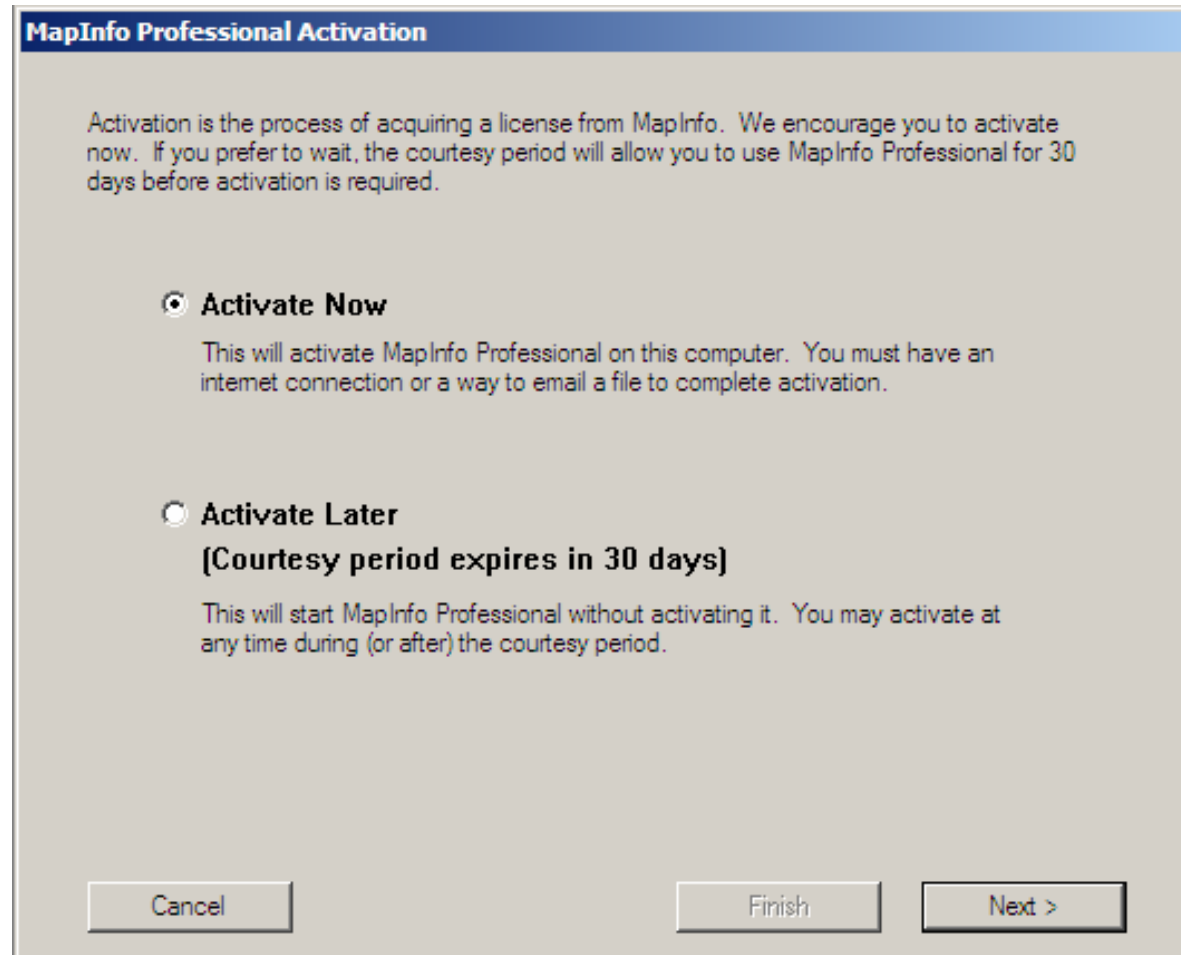 MapInfo Professional Activation
Activation is the process of acquiring a license from MapInfo. We encourage you to activate
now. If you prefer to wait, the courtesy period will allow you to use MapInfo Professional for 30
days before activation is required.
Activate Now
This will activate MapInfo Professional on this computer. You must have an
internet connection or a way to email a file to complete activation.
Activate Later
(Courtesy period expires in 30 days)
This will start MapInfo Professional without activating it. You may activate at
any time during (or after) the courtesy period.
Cancel
Finish
Next >